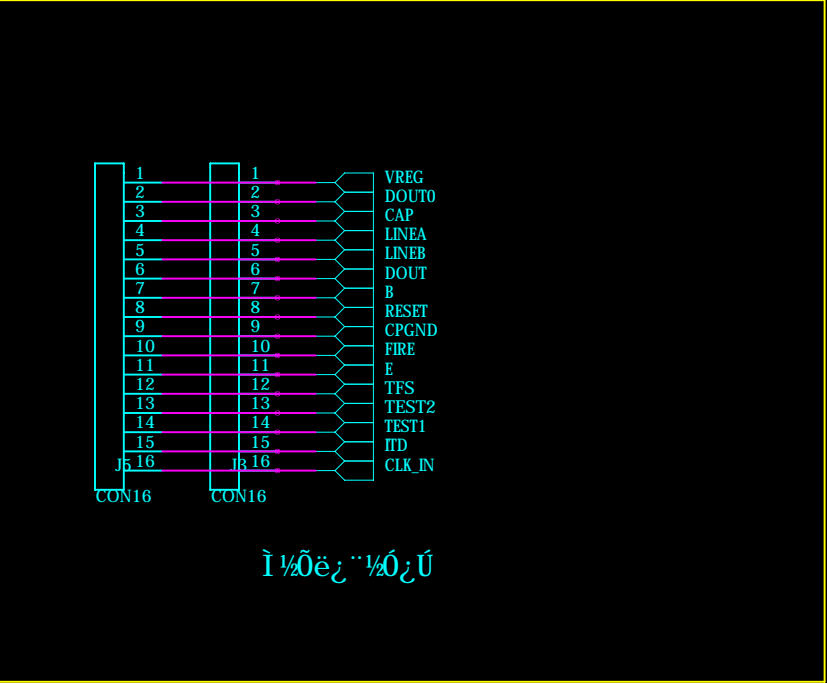 1 1 VREG
2 2 DOUT0
3 3 CAP
4 4 LINEA
5 5 LINEB
6 6 DOUT
7 7 B
8 8 RESET
9 9 CPGND
10 10 FIRE
11 11 E
12 12 TFS
13 13 TEST2
14 14 TEST1
15 15 ITD
J5 16 J3 16 CLK_IN
CON16 CON16
Ì½Õë¿¨½Ó¿Ú